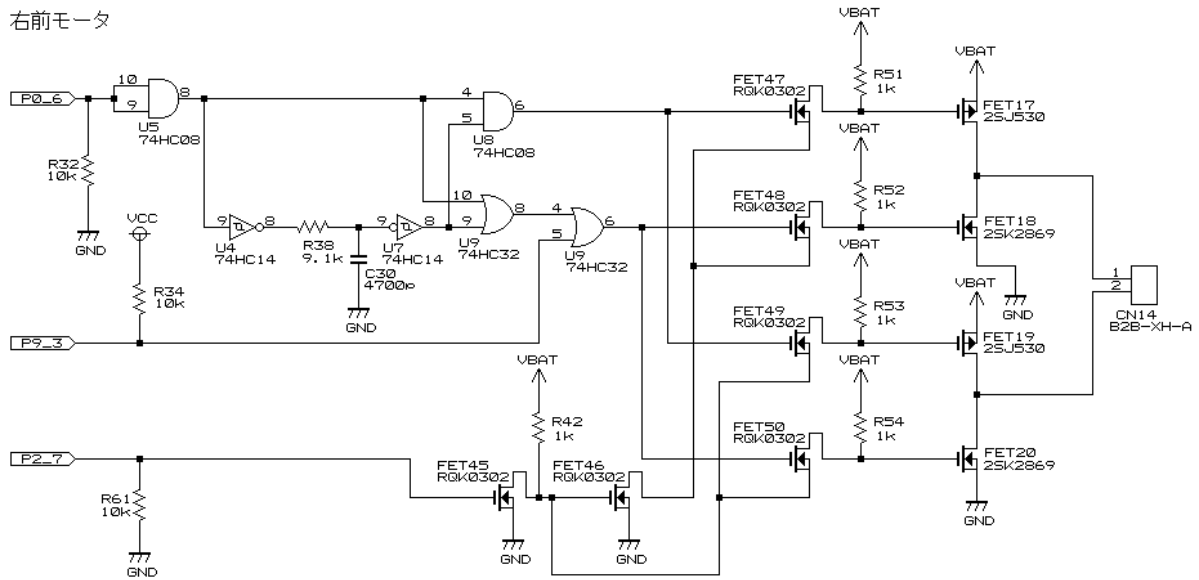 右前モータ
VBAT
VBAT
P0_6
10
9
8
U5
74HC08
4
5
6
U8
74HC08
FET47
RQK0302
R51
1k
FET17
2SJ530
R32
10k
GND
VBAT
VCC
9
8
U4
74HC14
R38
9.1k
9
8
U7
74HC14
C30
4700p
GND
10
9
8
U9
74HC32
4
5
6
U9
74HC32
FET48
RQK0302
R52
1k
FET18
2SK2869
GND
R34
10k
VBAT
VBAT
1
2
CN14
B2B-XH-A
P9_3
FET49
RQK0302
R53
1k
FET19
2SJ530
VBAT
VBAT
R42
1k
P2_7
FET45
RQK0302
FET46
RQK0302
FET50
RQK0302
R54
1k
FET20
2SK2869
GND
R61
10k
GND
GND
GND